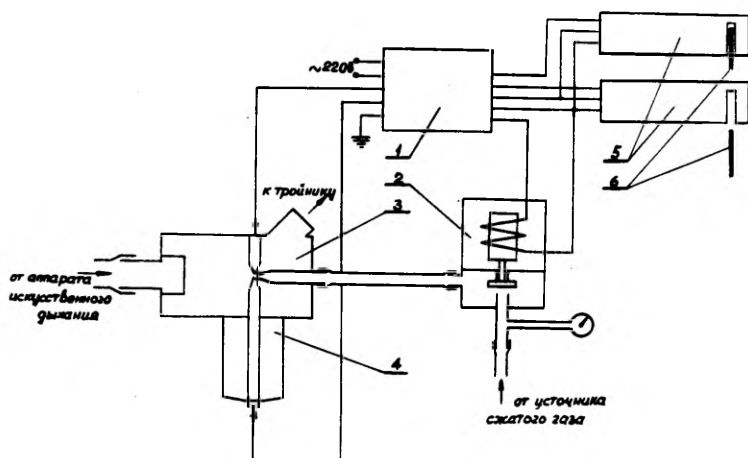 ~220в
1
5
6
2
к тройнику
3
от аппарата
искусственного
дыхания
4
от источника
сжатого газа